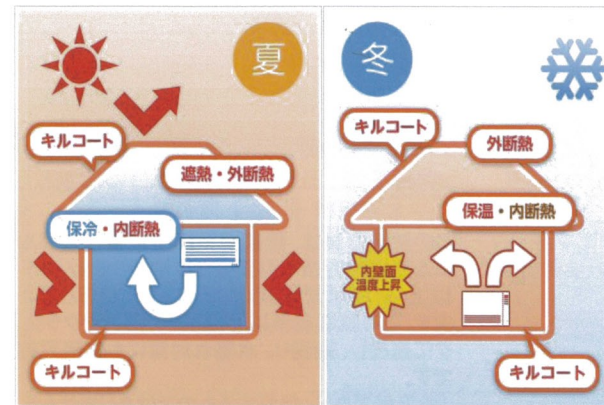 夏
キルコート
遮熱・外断熱
保冷・内断熱
キルコート
冬
キルコート
外断熱
保温・内断熱
内壁面
温度上昇
キルコート